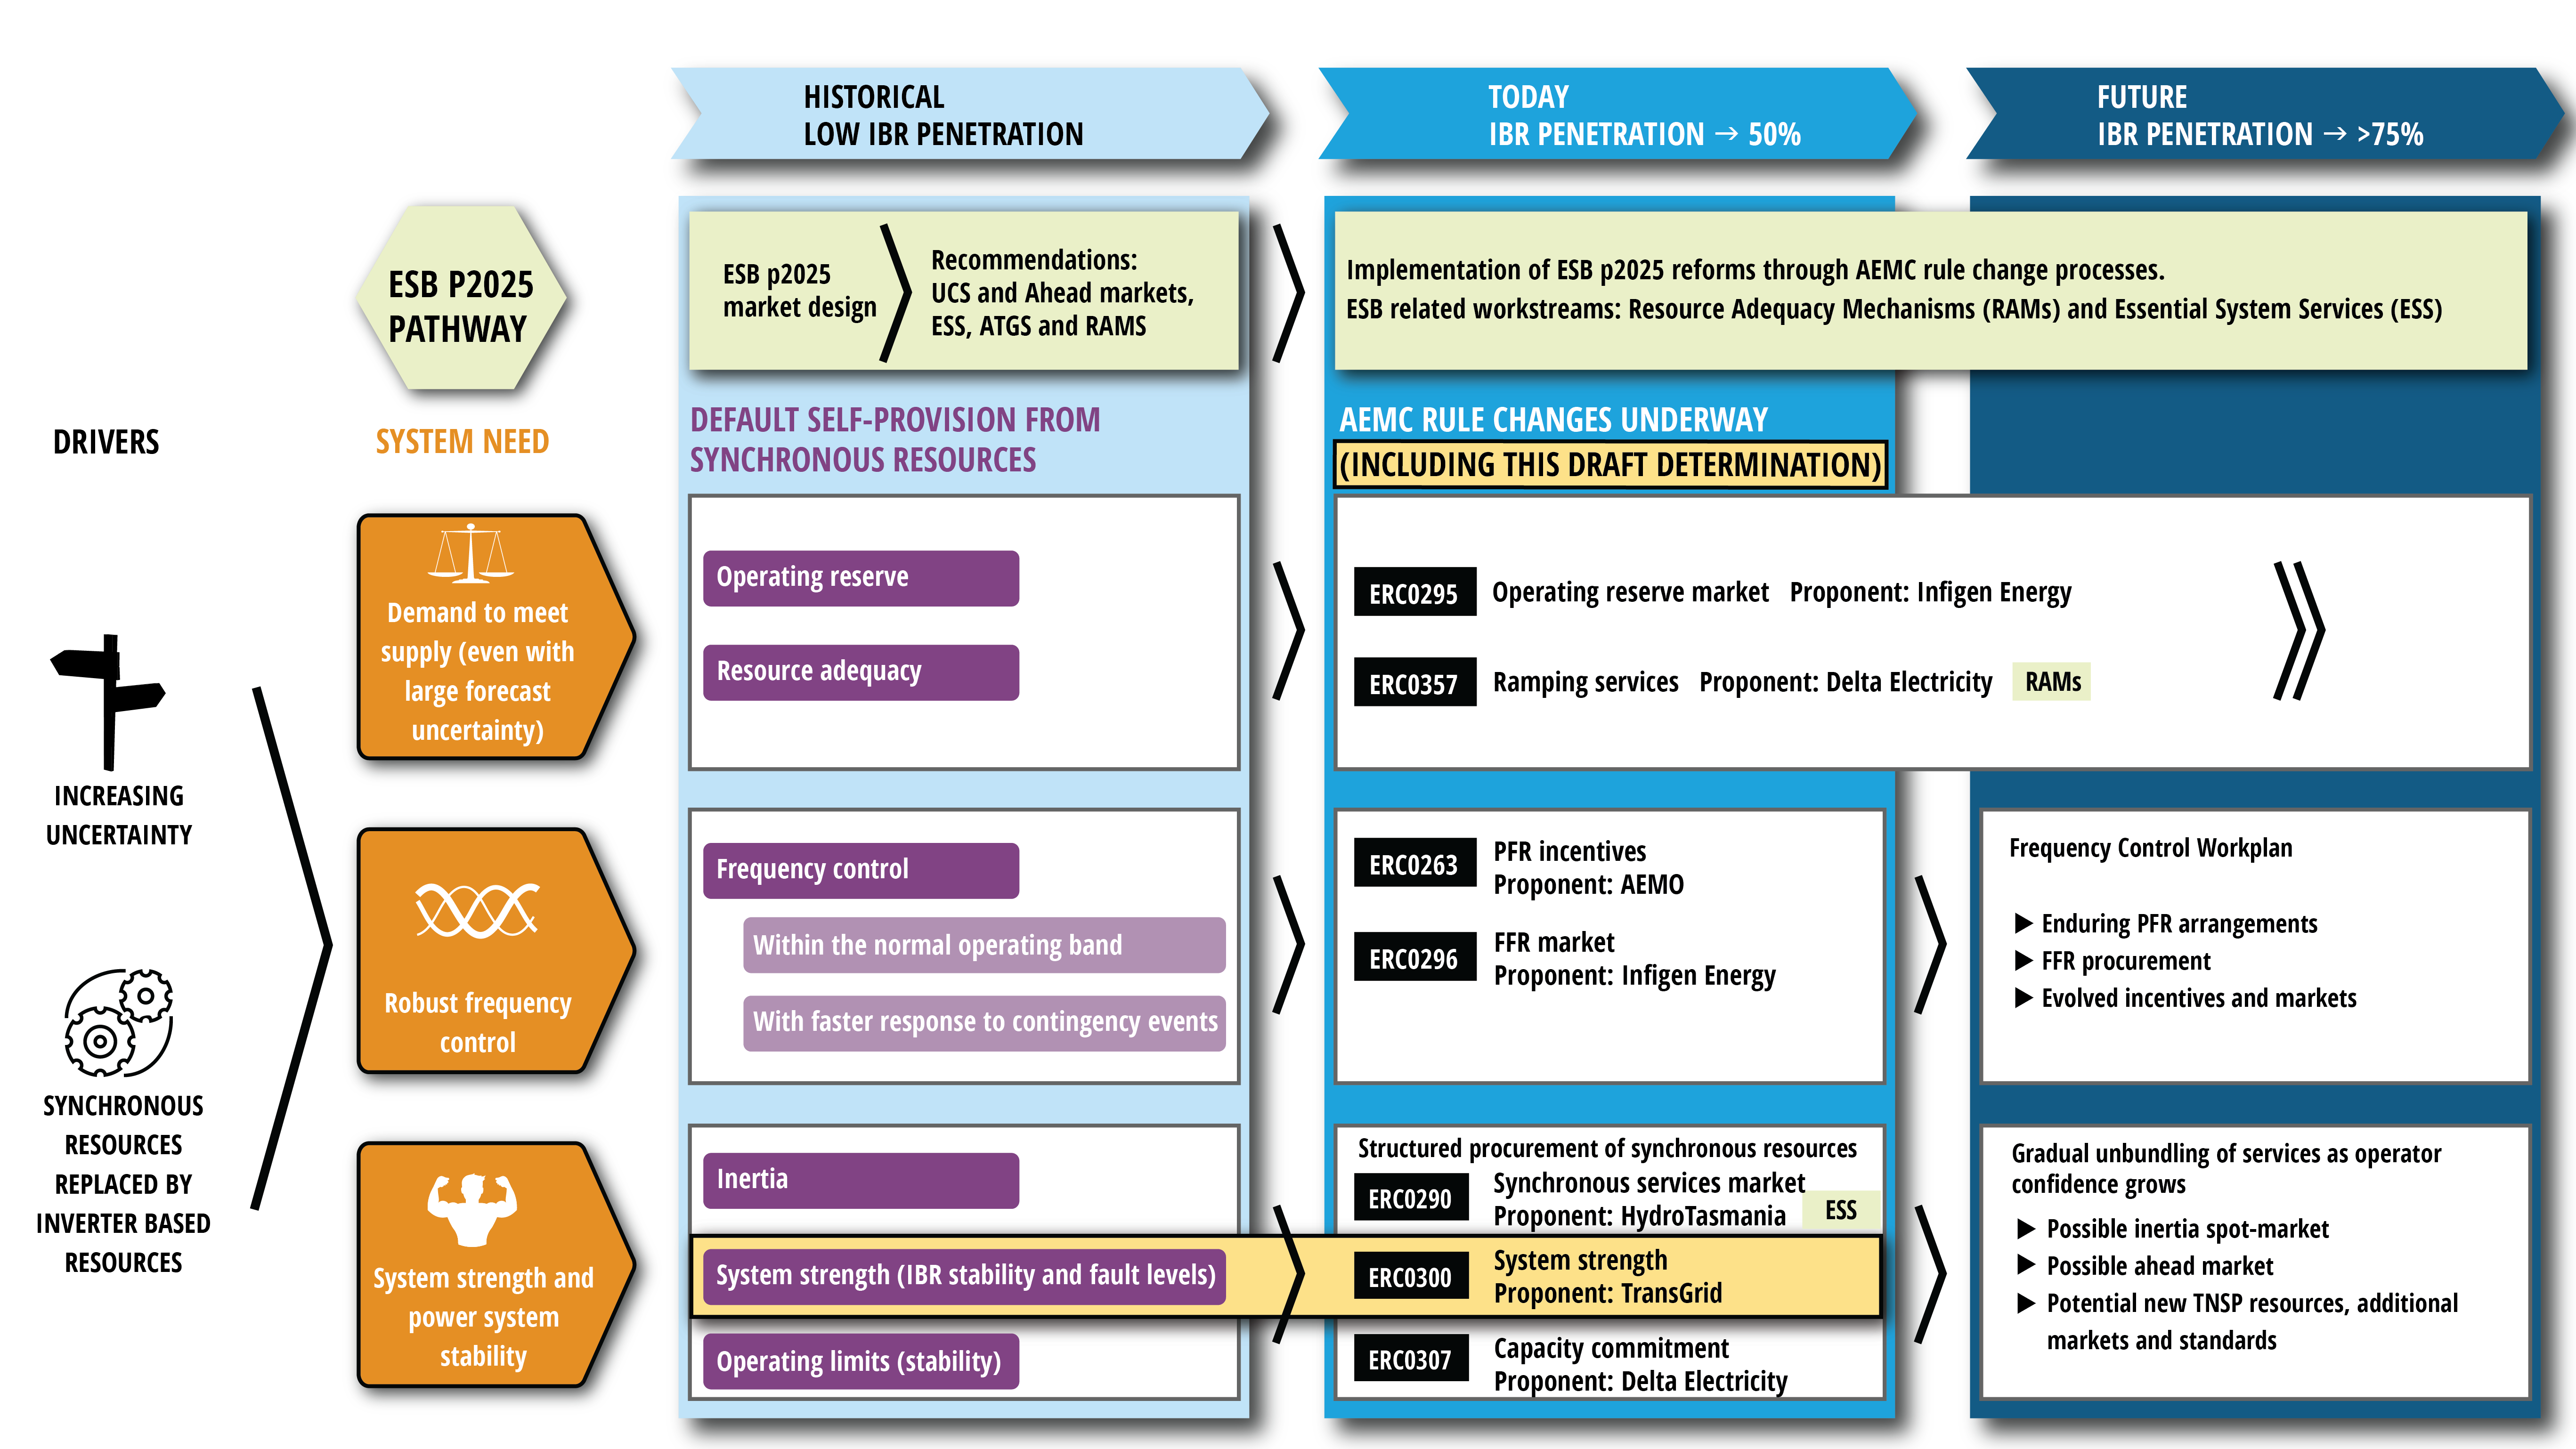 HISTORICAL
LOW IBR PENETRATION
TODAY
IBR PENETRATION → 50%
FUTURE
IBR PENETRATION → >75%
ESB P2025
PATHWAY
ESB p2025
market design
Recommendations:
UCS and Ahead markets,
ESS, ATGS and RAMS
Implementation of ESB p2025 reforms through AEMC rule change processes.
ESB related workstreams: Resource Adequacy Mechanisms (RAMs) and Essential System Services (ESS)
DRIVERS
SYSTEM NEED
DEFAULT SELF-PROVISION FROM
SYNCHRONOUS RESOURCES
AEMC RULE CHANGES UNDERWAY
(INCLUDING THIS DRAFT DETERMINATION)
INCREASING
UNCERTAINTY
SYNCHRONOUS
RESOURCES
REPLACED BY
INVERTER BASED
RESOURCES
Demand to meet
supply (even with
large forecast
uncertainty)
Operating reserve
Resource adequacy
ERC0295 Operating reserve market Proponent: Infigen Energy
ERC0357 Ramping services Proponent: Delta Electricity RAMs
Robust frequency
control
Frequency control
Within the normal operating band
With faster response to contingency events
ERC0263
PFR incentives
Proponent: AEMO
ERC0296
FFR market
Proponent: Infigen Energy
Frequency Control Workplan
▶ Enduring PFR arrangements
▶ FFR procurement
▶ Evolved incentives and markets
System strength and
power system
stability
Inertia
System strength (IBR stability and fault levels)
Operating limits (stability)
Structured procurement of synchronous resources
ERC0290
Synchronous services market
Proponent: HydroTasmania
ESS
ERC0300
System strength
Proponent: TransGrid
ERC0307
Capacity commitment
Proponent: Delta Electricity
Gradual unbundling of services as operator
confidence grows
▶ Possible inertia spot-market
▶ Possible ahead market
▶ Potential new TNSP resources, additional
markets and standards